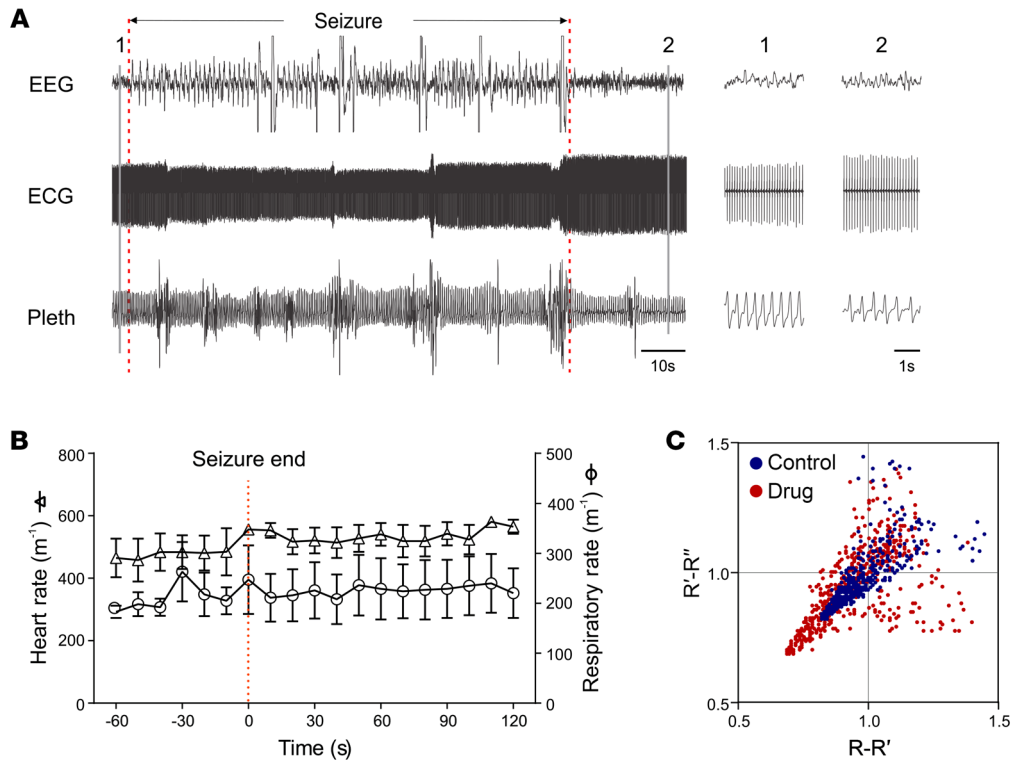 A
Seizure
1
2
1
2
EEG
ECG
Pleth
10s
1s
B
Seizure end
Heart rate (m⁻¹)
800
600
400
200
0
Respiratory rate (m⁻¹)
500
400
300
200
100
0
-60
-30
0
30
60
90
120
Time (s)
C
Control
Drug
R′-R″
1.5
1.0
0.5
0.5
1.0
1.5
R-R′